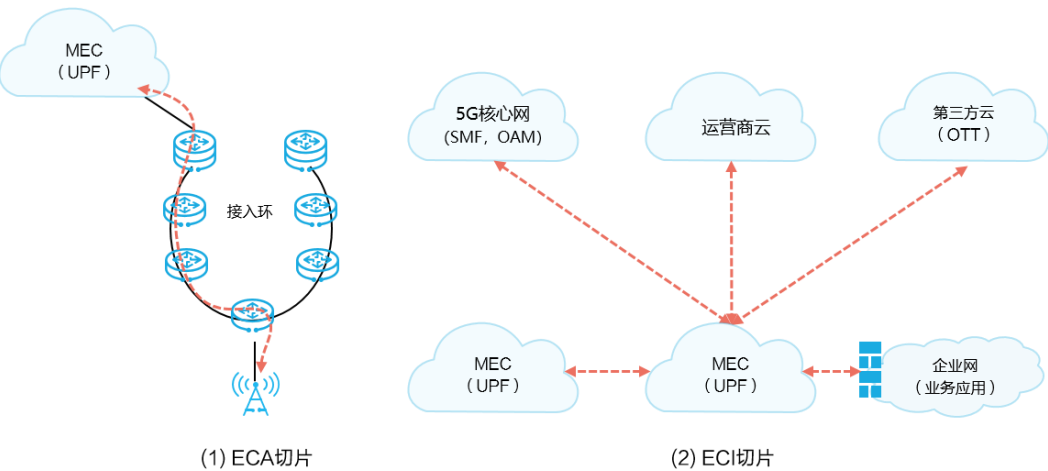 MEC
（UPF）
接入环
(1) ECA切片
5G核心网
(SMF，OAM)
运营商云
第三方云
（OTT）
MEC
（UPF）
MEC
（UPF）
企业网
（业务应用）
(2) ECI切片